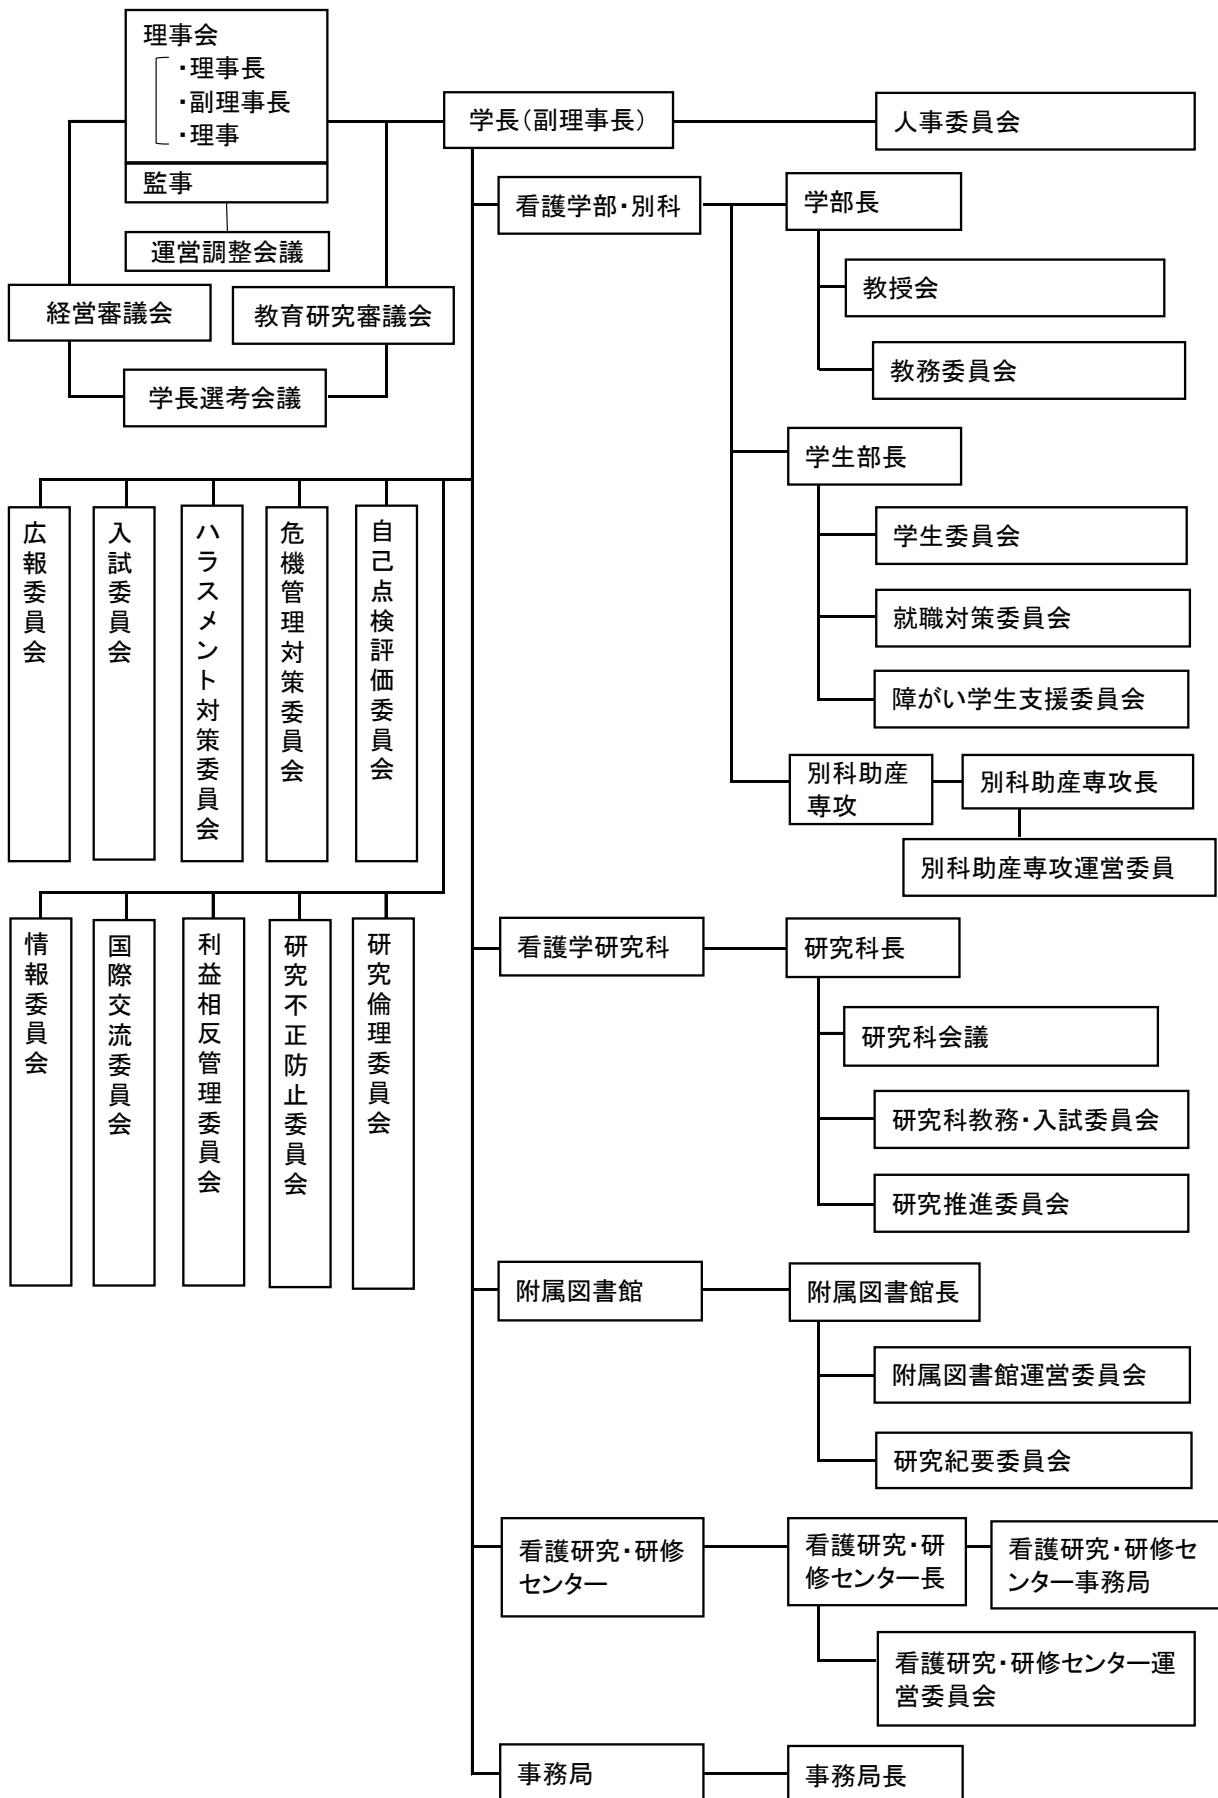 理事会
・理事長
・副理事長
・理事
監事
運営調整会議
経営審議会
教育研究審議会
学長選考会議
学長（副理事長）
人事委員会
看護学部・別科
学部長
教授会
教務委員会
学生部長
学生委員会
就職対策委員会
障がい学生支援委員会
別科助産
専攻
別科助産専攻長
別科助産専攻運営委員
広報委員会
入試委員会
ハラスメント対策委員会
危機管理対策委員会
自己点検評価委員会
情報委員会
国際交流委員会
利益相反管理委員会
研究不正防止委員会
研究倫理委員会
看護学研究科
研究科長
研究科会議
研究科教務・入試委員会
研究推進委員会
附属図書館
附属図書館長
附属図書館運営委員会
研究紀要委員会
看護研究・研修
センター
看護研究・研
修センター長
看護研究・研修セ
ンター事務局
看護研究・研修センター運
営委員会
事務局
事務局長